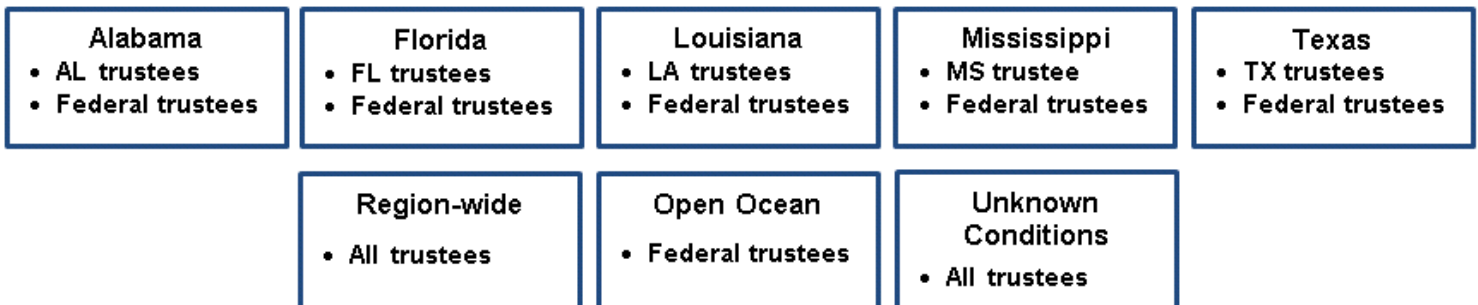 Alabama
• AL trustees
• Federal trustees
Florida
• FL trustees
• Federal trustees
Louisiana
• LA trustees
• Federal trustees
Mississippi
• MS trustee
• Federal trustees
Texas
• TX trustees
• Federal trustees
Region-wide
• All trustees
Open Ocean
• Federal trustees
Unknown
Conditions
• All trustees